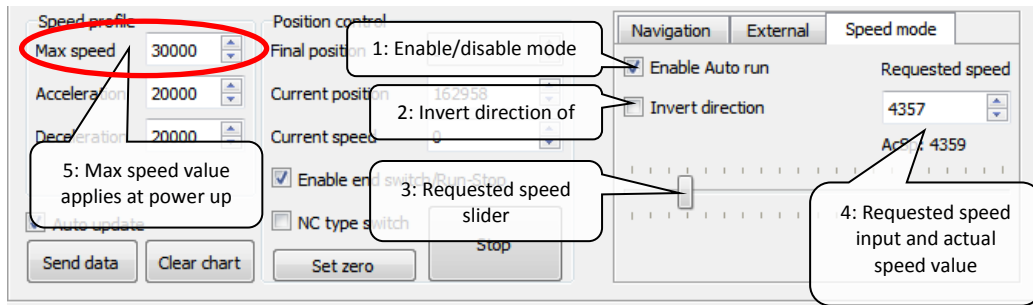 Speed profile
Max speed 30000
Acceleration 20000
Deceleration 20000
5: Max speed value
applies at power up
Auto update
Send data
Clear chart
Position control
Final position
Current position 162958
Current speed 0
Enable end switch/Run-Stop
NC type switch
Set zero
Stop
1: Enable/disable mode
2: Invert direction of
3: Requested speed
slider
Navigation
External
Speed mode
Enable Auto run
Requested speed
Invert direction
4357
AcSp: 4359
4: Requested speed
input and actual
speed value